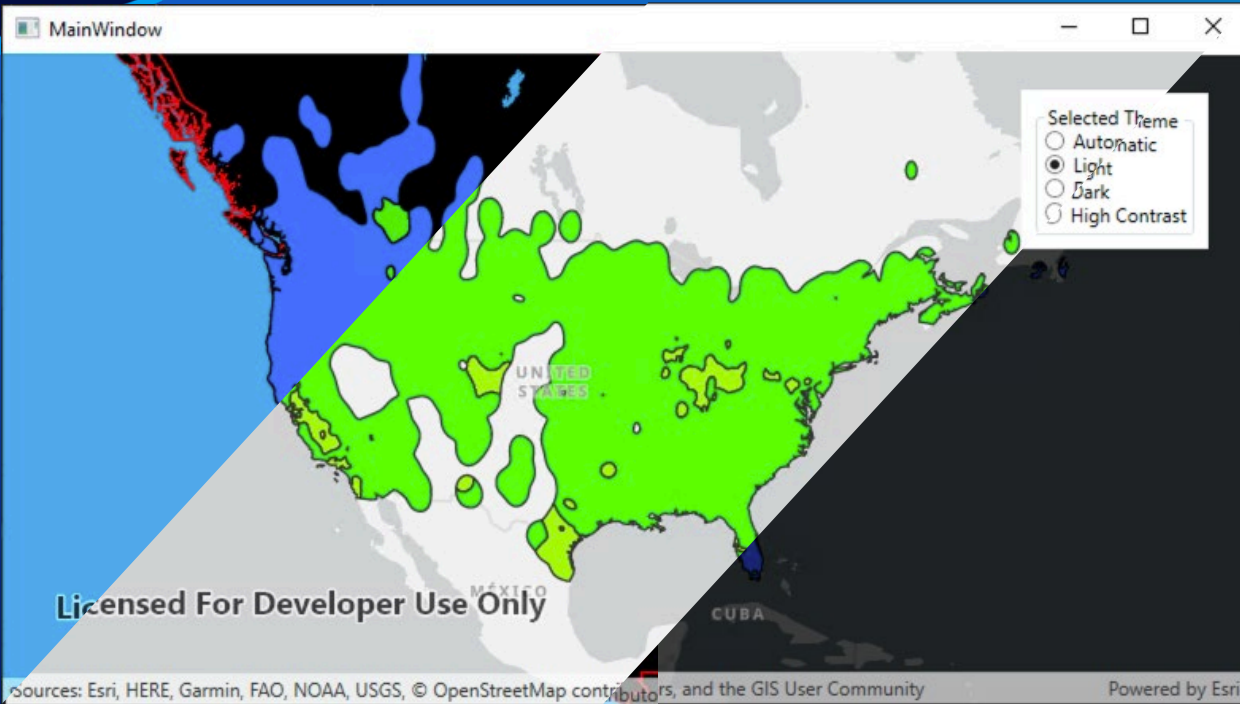 MainWindow
Selected Theme
Automatic
Light
Dark
High Contrast
UNITED
STATES
MÉXICO
Licensed For Developer Use Only
CUBA
Sources: Esri, HERE, Garmin, FAO, NOAA, USGS, © OpenStreetMap contributors, and the GIS User Community
Powered by Esri